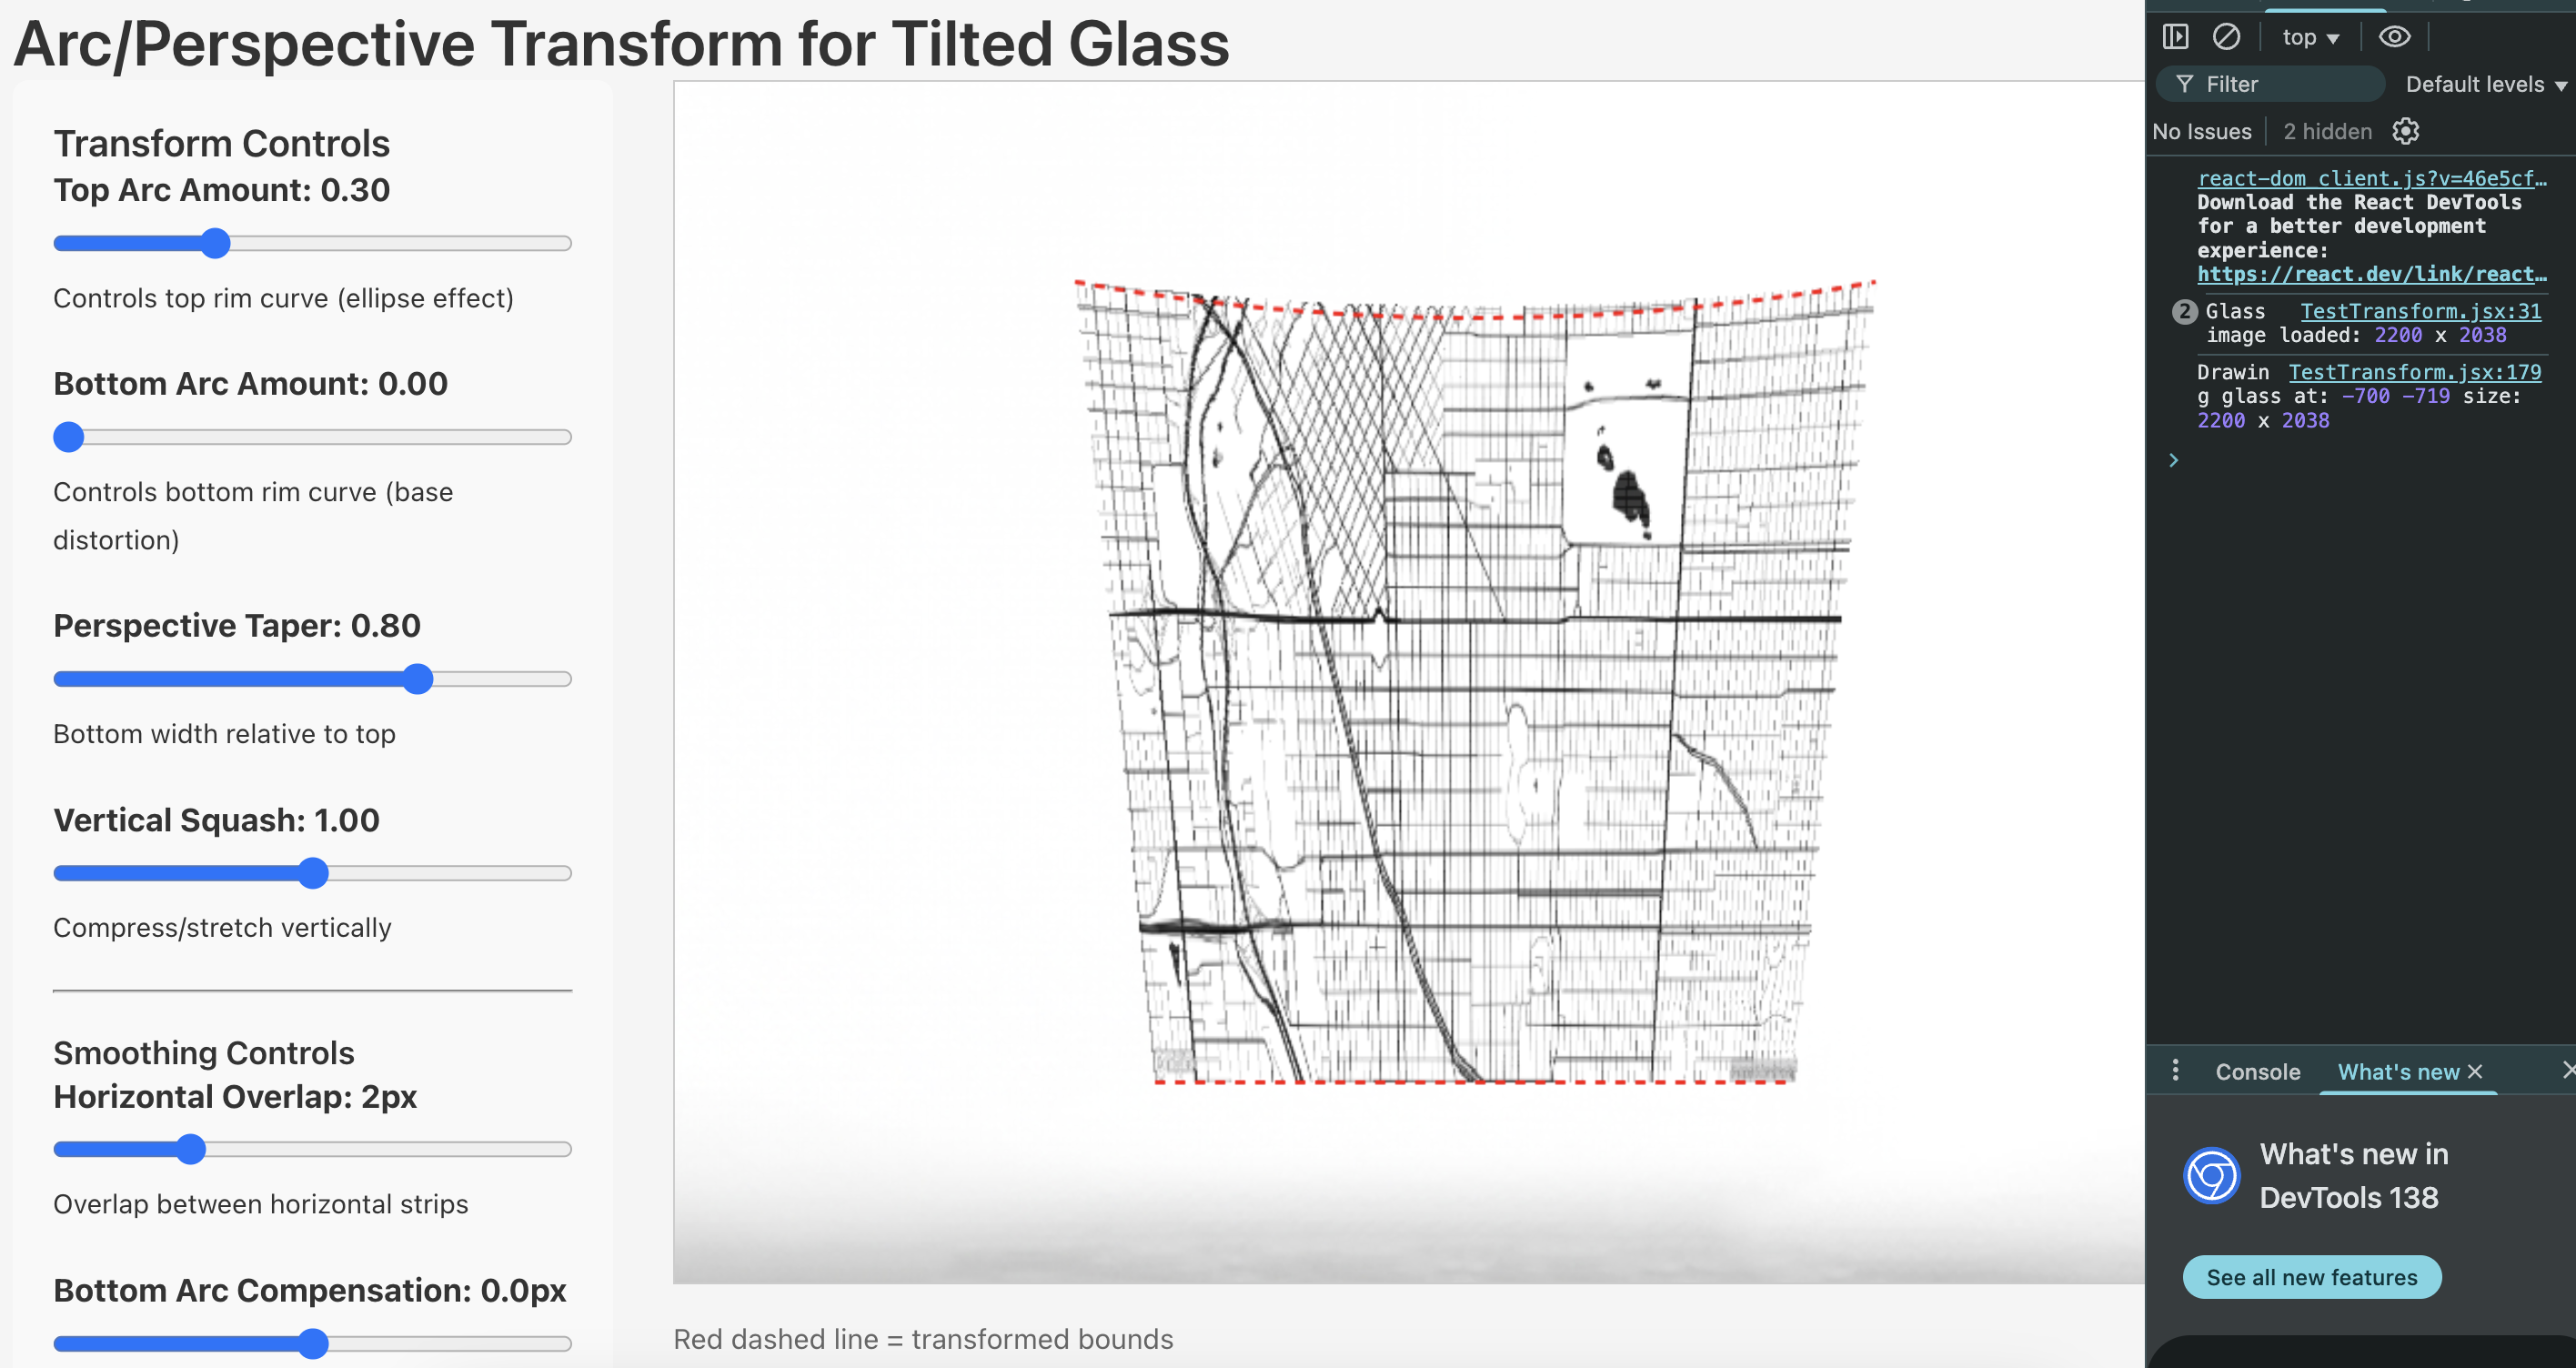 Arc/Perspective Transform for Tilted Glass
Transform Controls
Top Arc Amount: 0.30
Controls top rim curve (ellipse effect)
Bottom Arc Amount: 0.00
Controls bottom rim curve (base
distortion)
Perspective Taper: 0.80
Bottom width relative to top
Vertical Squash: 1.00
Compress/stretch vertically
Smoothing Controls
Horizontal Overlap: 2px
Overlap between horizontal strips
Bottom Arc Compensation: 0.0px
Red dashed line = transformed bounds
top
Filter
Default levels
No Issues
2 hidden
react-dom_client.js?v=46e5cf…
Download the React DevTools
for a better development
experience:
https://react.dev/link/react…
2 Glass TestTransform.jsx:31
image loaded: 2200 x 2038
Drawin TestTransform.jsx:179
g glass at: -700 -719 size:
2200 x 2038
Console
What's new
What's new in
DevTools 138
See all new features